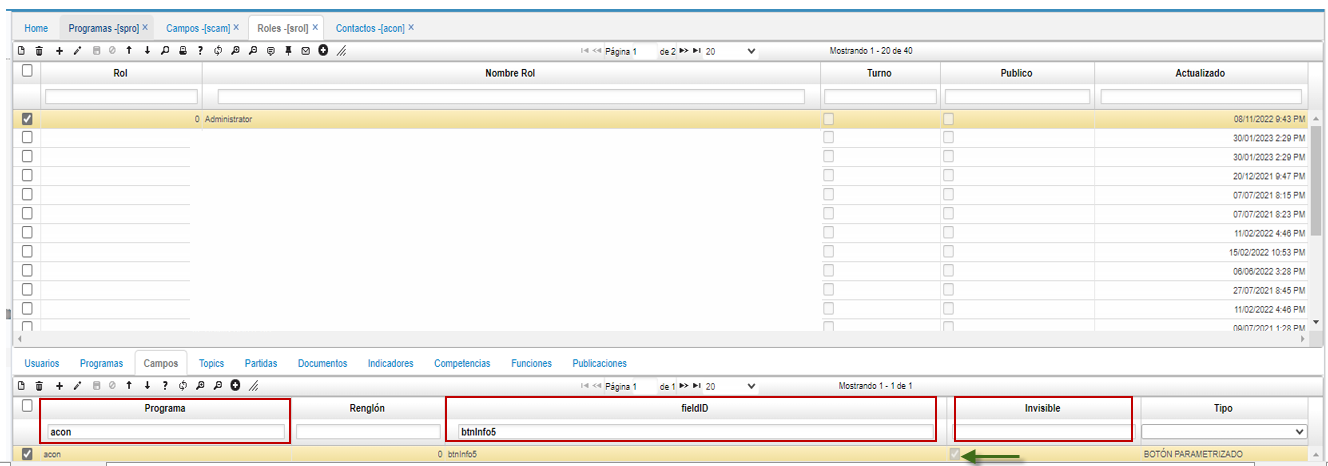 Home Programas -[spro] × Campos -[scam] × Roles -[srol] × Contactos -[acon] ×
Página 1 de 2 20 Mostrando 1 - 20 de 40
Rol Nombre Rol Turno Publico Actualizado
0 Administrator 08/11/2022 9:43 PM
30/01/2023 2:29 PM
30/01/2023 2:29 PM
20/12/2021 9:47 PM
07/07/2021 8:15 PM
07/07/2021 8:23 PM
11/02/2022 4:46 PM
15/02/2022 10:53 PM
06/06/2022 3:28 PM
27/07/2021 8:45 PM
11/02/2022 4:46 PM
09/07/2021 1:28 PM
Usuarios Programas Campos Topics Partidas Documentos Indicadores Competencias Funciones Publicaciones
Página 1 de 1 20 Mostrando 1 - 1 de 1
Programa Renglón fieldID Invisible Tipo
acon btnInfo5
acon 0 btnInfo5 BOTÓN PARAMETRIZADO